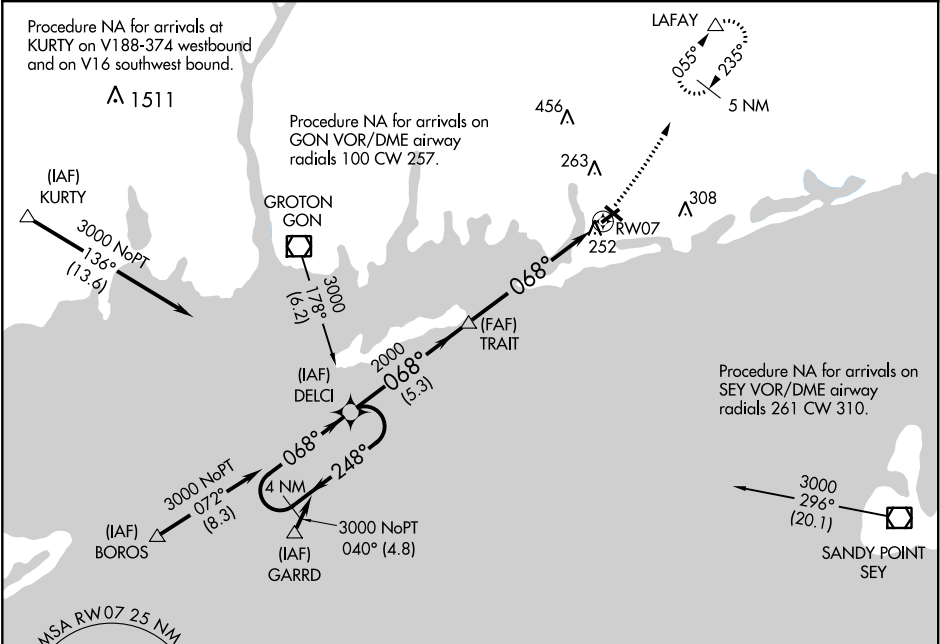 Procedure NA for arrivals at
KURTY on V188-374 westbound
and on V16 southwest bound.
1511
LAFAY
055°
235°
5 NM
456
Procedure NA for arrivals on
GON VOR/DME airway
radials 100 CW 257.
263
(IAF)
KURTY
GROTON
GON
308
RW07
252
3000 NoPT
136°
(13.6)
3000
178°
(6.2)
068°
(FAF)
TRAIT
2000
068°
(5.3)
(IAF)
DELCI
Procedure NA for arrivals on
SEY VOR/DME airway
radials 261 CW 310.
068°
248°
3000 NoPT
072°
(8.3)
4 NM
3000
296°
(20.1)
(IAF)
BOROS
3000 NoPT
040° (4.8)
(IAF)
GARRD
SANDY POINT
SEY
MSA RW07 25 NM